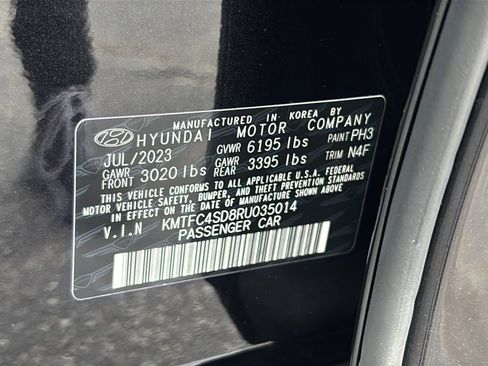 MANUFACTURED IN KOREA BY
HYUNDAI MOTOR COMPANY
JUL/2023 GVWR 6195 lbs PAINT PH3
GAWR FRONT 3020 lbs GAWR REAR 3395 lbs TRIM N4F
THIS VEHICLE CONFORMS TO ALL APPLICABLE U.S.A. FEDERAL
MOTOR VEHICLE SAFETY, BUMPER, AND THEFT PREVENTION STANDARDS
IN EFFECT ON THE DATE OF MANUFACTURE SHOWN ABOVE.
V.I.N KMTFC4SD8RU035014
PASSENGER CAR